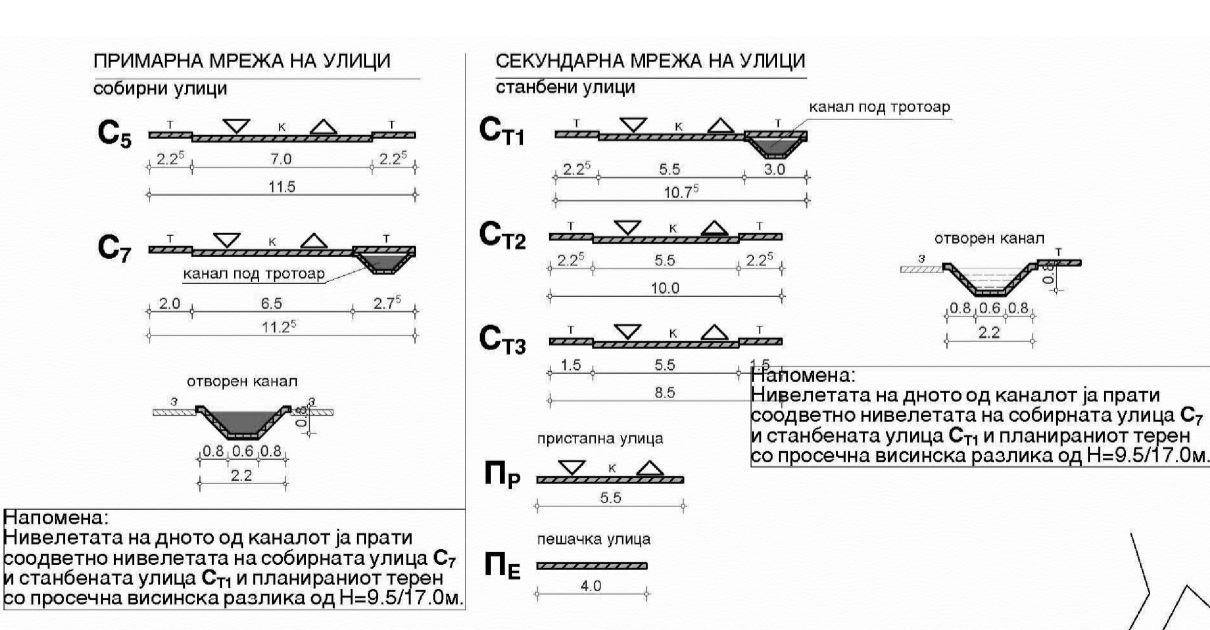 ПРИМАРНА МРЕЖА НА УЛИЦИ
собирни улици
C5
Т К Т
2.2⁵ 7.0 2.2⁵
11.5
C7
Т К Т
канал под тротоар
2.0 6.5 2.7⁵
11.2⁵
отворен канал
з з
0.8
0.8 0.6 0.8
2.2
Напомена:
Нивелетата на дното од каналот ја прати
соодветно нивелетата на собирната улица C7
и станбената улица CТ1 и планираниот терен
со просечна висинска разлика од Н=9.5/17.0м.
СЕКУНДАРНА МРЕЖА НА УЛИЦИ
станбени улици
CТ1
канал под тротоар
Т К Т
2.2⁵ 5.5 3.0
10.7⁵
CТ2
Т К Т
2.2⁵ 5.5 2.2⁵
10.0
CТ3
Т К Т
1.5 5.5 1.5
8.5
пристапна улица
ПР
К
5.5
пешачка улица
ПЕ
4.0
отворен канал
з Т
0.8
0.8 0.6 0.8
2.2
Напомена:
Нивелетата на дното од каналот ја прати
соодветно нивелетата на собирната улица C7
и станбената улица CТ1 и планираниот терен
со просечна висинска разлика од Н=9.5/17.0м.